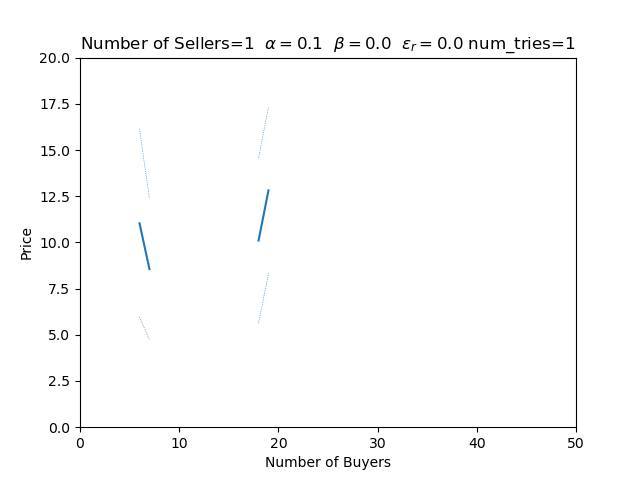 Number of Sellers=1 α = 0.1 β = 0.0 ε_r = 0.0 num_tries=1
20.0
17.5
15.0
12.5
10.0
7.5
5.0
2.5
0.0
Price
0 10 20 30 40 50
Number of Buyers